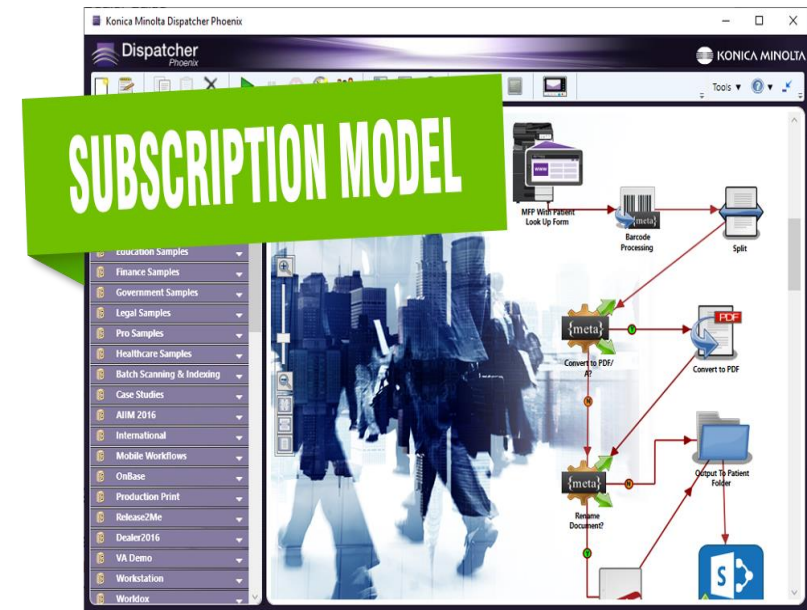 Konica Minolta Dispatcher Phoenix
Dispatcher
Phoenix
KONICA MINOLTA
Tools
SUBSCRIPTION MODEL
Education Samples
Finance Samples
Government Samples
Legal Samples
Pro Samples
Healthcare Samples
Batch Scanning & Indexing
Case Studies
AIIM 2016
International
Mobile Workflows
OnBase
Production Print
Release2Me
Dealer2016
VA Demo
Workstation
Worldox
WWW
MFP With Patient
Look Up Form
{meta}
Barcode
Processing
Split
{meta}
Y
Convert to PDF/
A?
PDF
Convert to PDF
N
{meta}
N
Rename
Document?
Output To Patient
Folder
Y
S